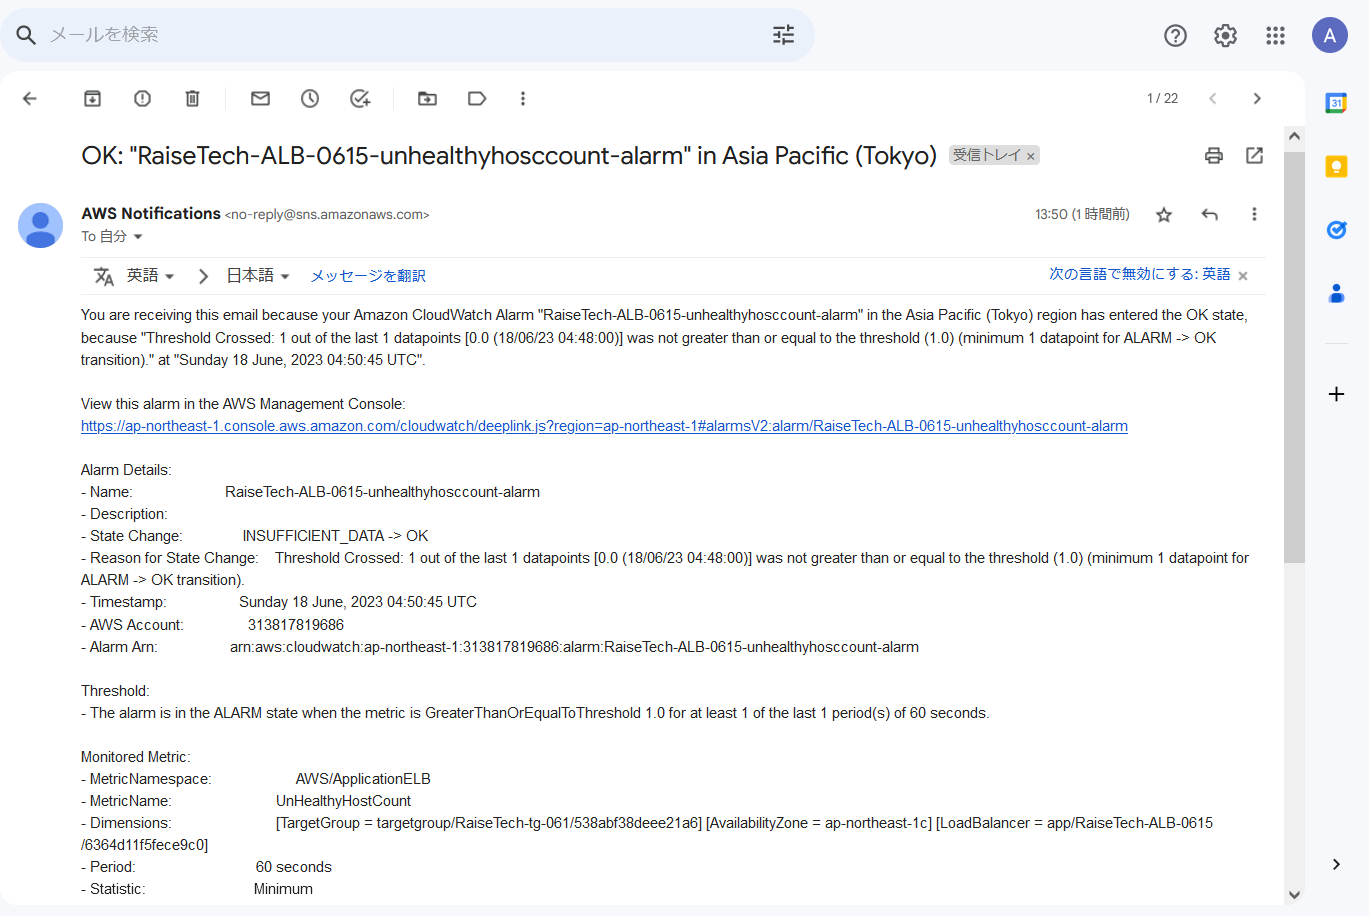 メールを検索
A
1 / 22
31
OK: "RaiseTech-ALB-0615-unhealthyhosccount-alarm" in Asia Pacific (Tokyo) 受信トレイ ×
AWS Notifications <no-reply@sns.amazonaws.com> 13:50 (1 時間前)
To 自分
英語 日本語 メッセージを翻訳 次の言語で無効にする: 英語 ×
You are receiving this email because your Amazon CloudWatch Alarm "RaiseTech-ALB-0615-unhealthyhosccount-alarm" in the Asia Pacific (Tokyo) region has entered the OK state,
because "Threshold Crossed: 1 out of the last 1 datapoints [0.0 (18/06/23 04:48:00)] was not greater than or equal to the threshold (1.0) (minimum 1 datapoint for ALARM -> OK
transition)." at "Sunday 18 June, 2023 04:50:45 UTC".
View this alarm in the AWS Management Console:
https://ap-northeast-1.console.aws.amazon.com/cloudwatch/deeplink.js?region=ap-northeast-1#alarmsV2:alarm/RaiseTech-ALB-0615-unhealthyhosccount-alarm
Alarm Details:
- Name: RaiseTech-ALB-0615-unhealthyhosccount-alarm
- Description:
- State Change: INSUFFICIENT_DATA -> OK
- Reason for State Change: Threshold Crossed: 1 out of the last 1 datapoints [0.0 (18/06/23 04:48:00)] was not greater than or equal to the threshold (1.0) (minimum 1 datapoint for
ALARM -> OK transition).
- Timestamp: Sunday 18 June, 2023 04:50:45 UTC
- AWS Account: 313817819686
- Alarm Arn: arn:aws:cloudwatch:ap-northeast-1:313817819686:alarm:RaiseTech-ALB-0615-unhealthyhosccount-alarm
Threshold:
- The alarm is in the ALARM state when the metric is GreaterThanOrEqualToThreshold 1.0 for at least 1 of the last 1 period(s) of 60 seconds.
Monitored Metric:
- MetricNamespace: AWS/ApplicationELB
- MetricName: UnHealthyHostCount
- Dimensions: [TargetGroup = targetgroup/RaiseTech-tg-061/538abf38deee21a6] [AvailabilityZone = ap-northeast-1c] [LoadBalancer = app/RaiseTech-ALB-0615
/6364d11f5fece9c0]
- Period: 60 seconds
- Statistic: Minimum